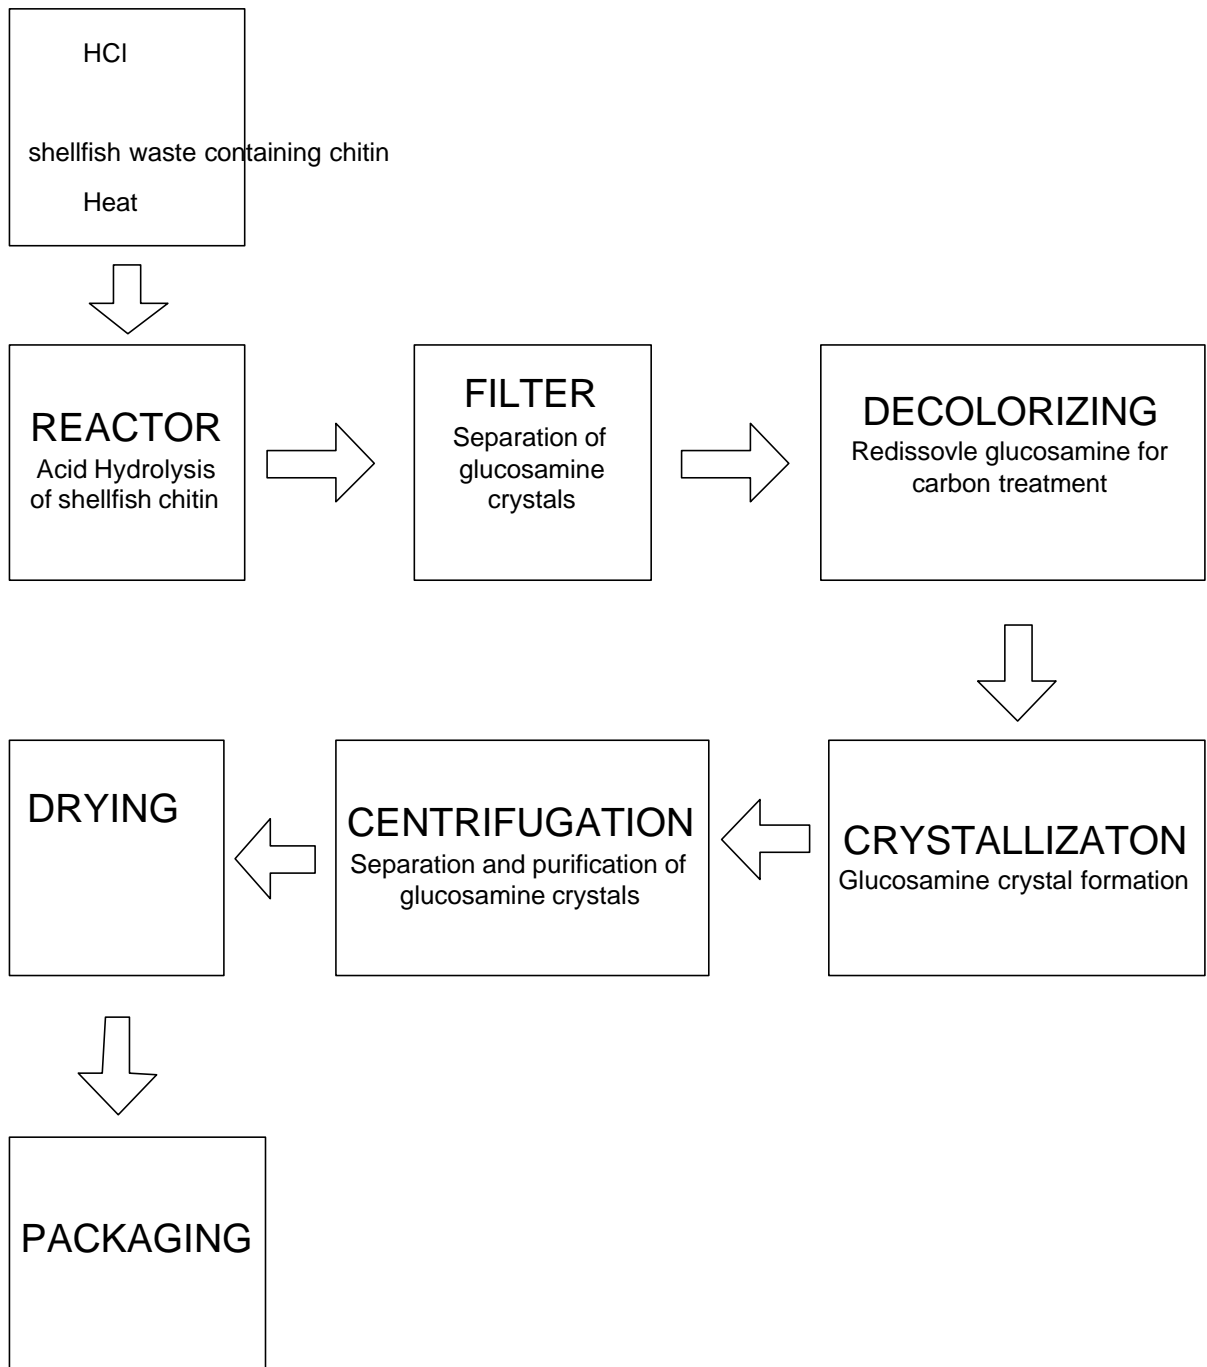 HCl
shellfish waste containing chitin
Heat
REACTOR
Acid Hydrolysis
of shellfish chitin
FILTER
Separation of
glucosamine
crystals
DECOLORIZING
Redissovle glucosamine for
carbon treatment
DRYING
CENTRIFUGATION
Separation and purification of
glucosamine crystals
CRYSTALLIZATON
Glucosamine crystal formation
PACKAGING